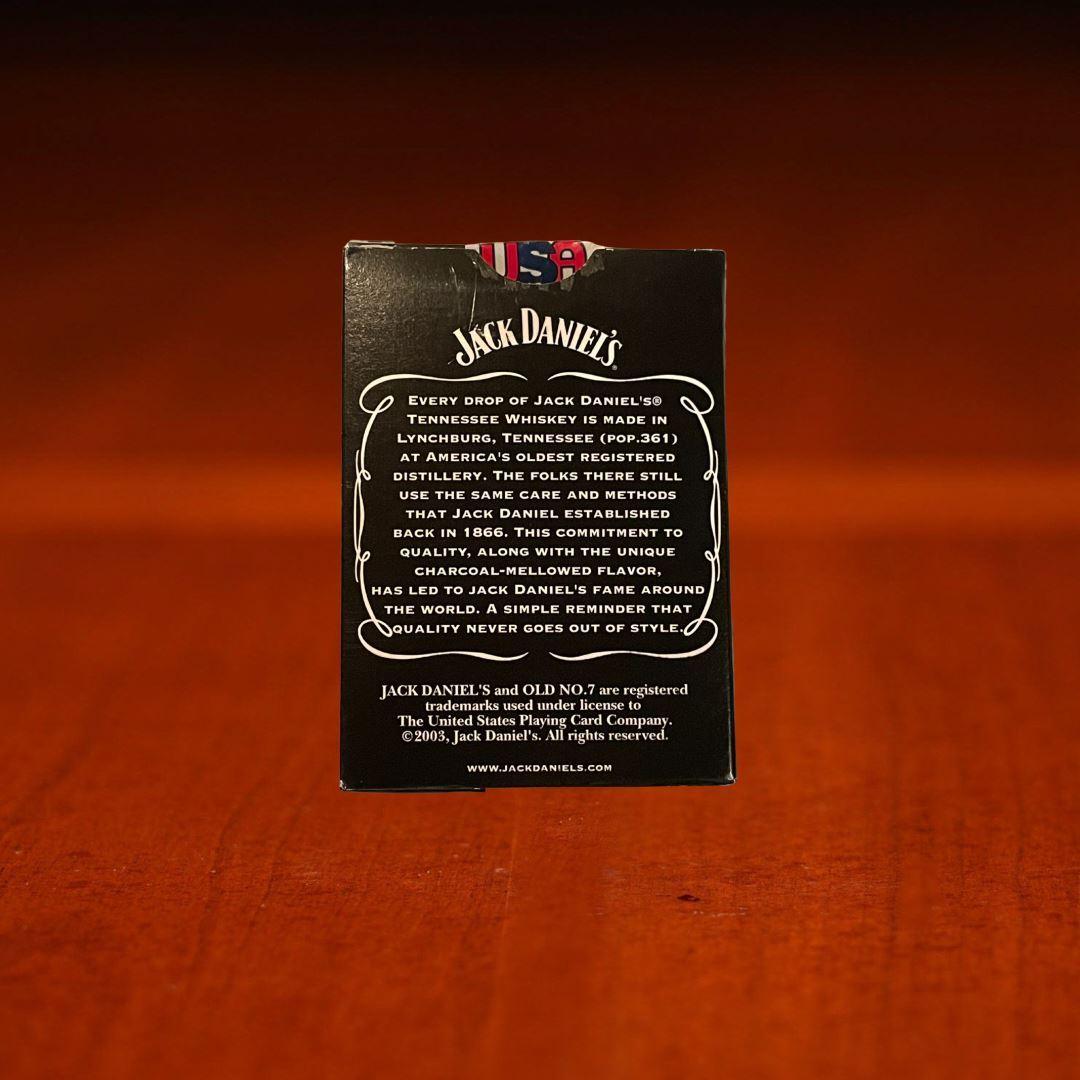 USA
JACK DANIEL'S®
EVERY DROP OF JACK DANIEL'S®
TENNESSEE WHISKEY IS MADE IN
LYNCHBURG, TENNESSEE (POP.361)
AT AMERICA'S OLDEST REGISTERED
DISTILLERY. THE FOLKS THERE STILL
USE THE SAME CARE AND METHODS
THAT JACK DANIEL ESTABLISHED
BACK IN 1866. THIS COMMITMENT TO
QUALITY, ALONG WITH THE UNIQUE
CHARCOAL-MELLOWED FLAVOR,
HAS LED TO JACK DANIEL'S FAME AROUND
THE WORLD. A SIMPLE REMINDER THAT
QUALITY NEVER GOES OUT OF STYLE.
JACK DANIEL'S and OLD NO.7 are registered
trademarks used under license to
The United States Playing Card Company.
©2003, Jack Daniel's. All rights reserved.
WWW.JACKDANIELS.COM